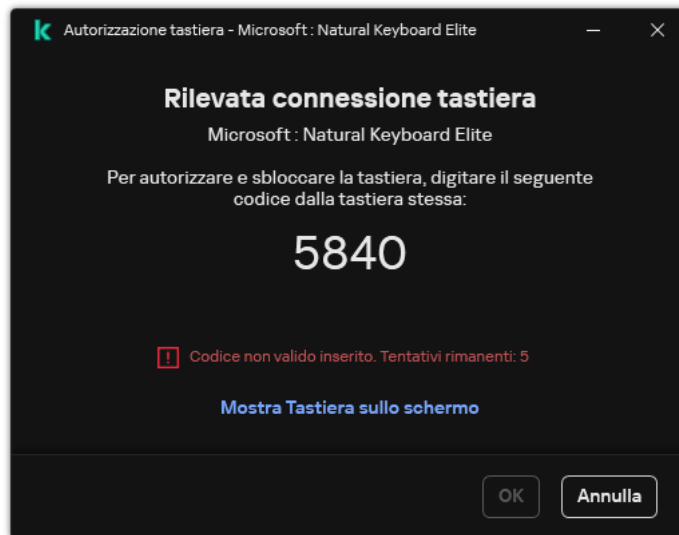 Autorizzazione tastiera - Microsoft : Natural Keyboard Elite
Rilevata connessione tastiera
Microsoft : Natural Keyboard Elite
Per autorizzare e sbloccare la tastiera, digitare il seguente
codice dalla tastiera stessa:
5840
Codice non valido inserito. Tentativi rimanenti: 5
Mostra Tastiera sullo schermo
OK
Annulla